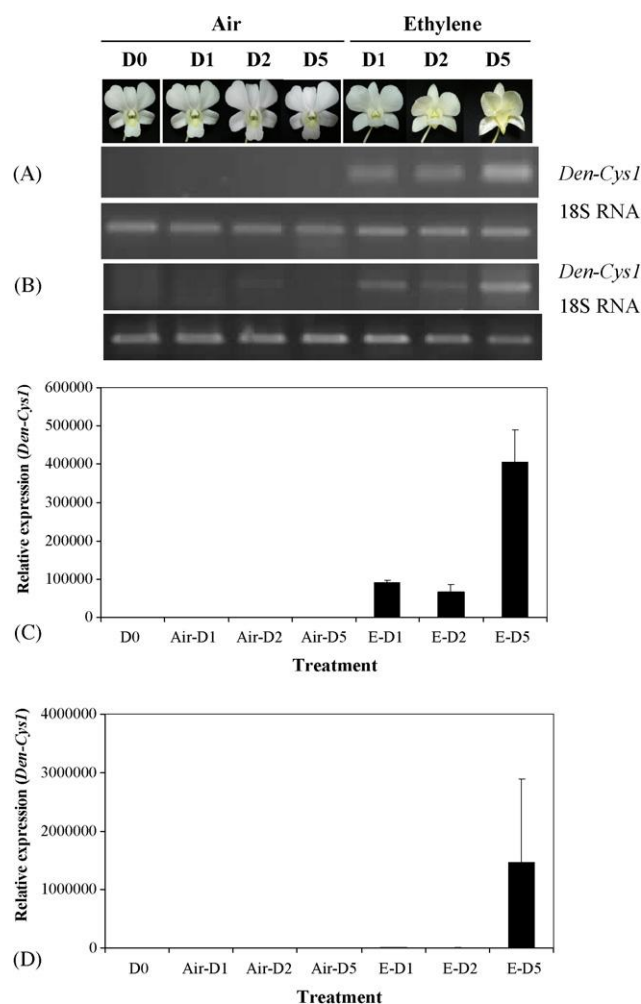 Air Ethylene
D0 D1 D2 D5 D1 D2 D5
(A) Den-Cys1
18S RNA
(B) Den-Cys1
18S RNA
600000
500000
400000
300000
200000
100000
0
Relative expression (Den-Cys1)
D0 Air-D1 Air-D2 Air-D5 E-D1 E-D2 E-D5
(C)
Treatment
4000000
3000000
2000000
1000000
0
Relative expression (Den-Cys1)
D0 Air-D1 Air-D2 Air-D5 E-D1 E-D2 E-D5
(D)
Treatment